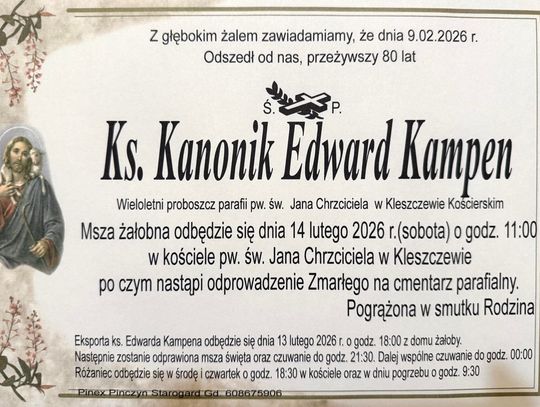 Z głębokim żalem zawiadamiamy, że dnia 9.02.2026 r.
Odszedł od nas, przeżywszy 80 lat
Ś. P.
Ks. Kanonik Edward Kampen
Wieloletni proboszcz parafii pw. św. Jana Chrzciciela w Kleszczewie Kościerskim
Msza żałobna odbędzie się dnia 14 lutego 2026 r.(sobota) o godz. 11:00
w kościele pw. św. Jana Chrzciciela w Kleszczewie
po czym nastąpi odprowadzenie Zmarłego na cmentarz parafialny.
Pogrążona w smutku Rodzina
Eksporta ks. Edwarda Kampena odbędzie się dnia 13 lutego 2026 r. o godz. 18:00 z domu żałoby.
Następnie zostanie odprawiona msza święta oraz czuwanie do godz. 21:30. Dalej wspólne czuwanie do godz. 00:00
Różaniec odbędzie się w środę i czwartek o godz. 18:30 w kościele oraz w dniu pogrzebu o godz. 9:30
Pinex Pinczyn Starogard Gd. 608675906